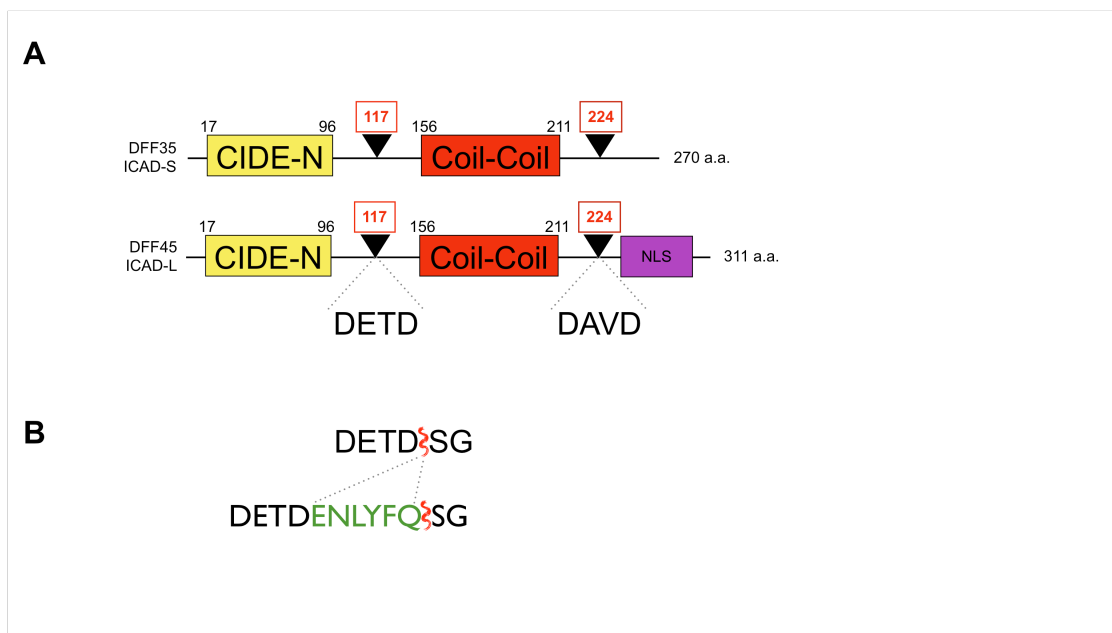 A
117
224
17
96
156
211
DFF35
ICAD-S
CIDE-N
Coil-Coil
270 a.a.
117
224
17
96
156
211
DFF45
ICAD-L
CIDE-N
Coil-Coil
NLS
311 a.a.
DETD
DAVD
B
DETDSG
DETDENLYFQSG